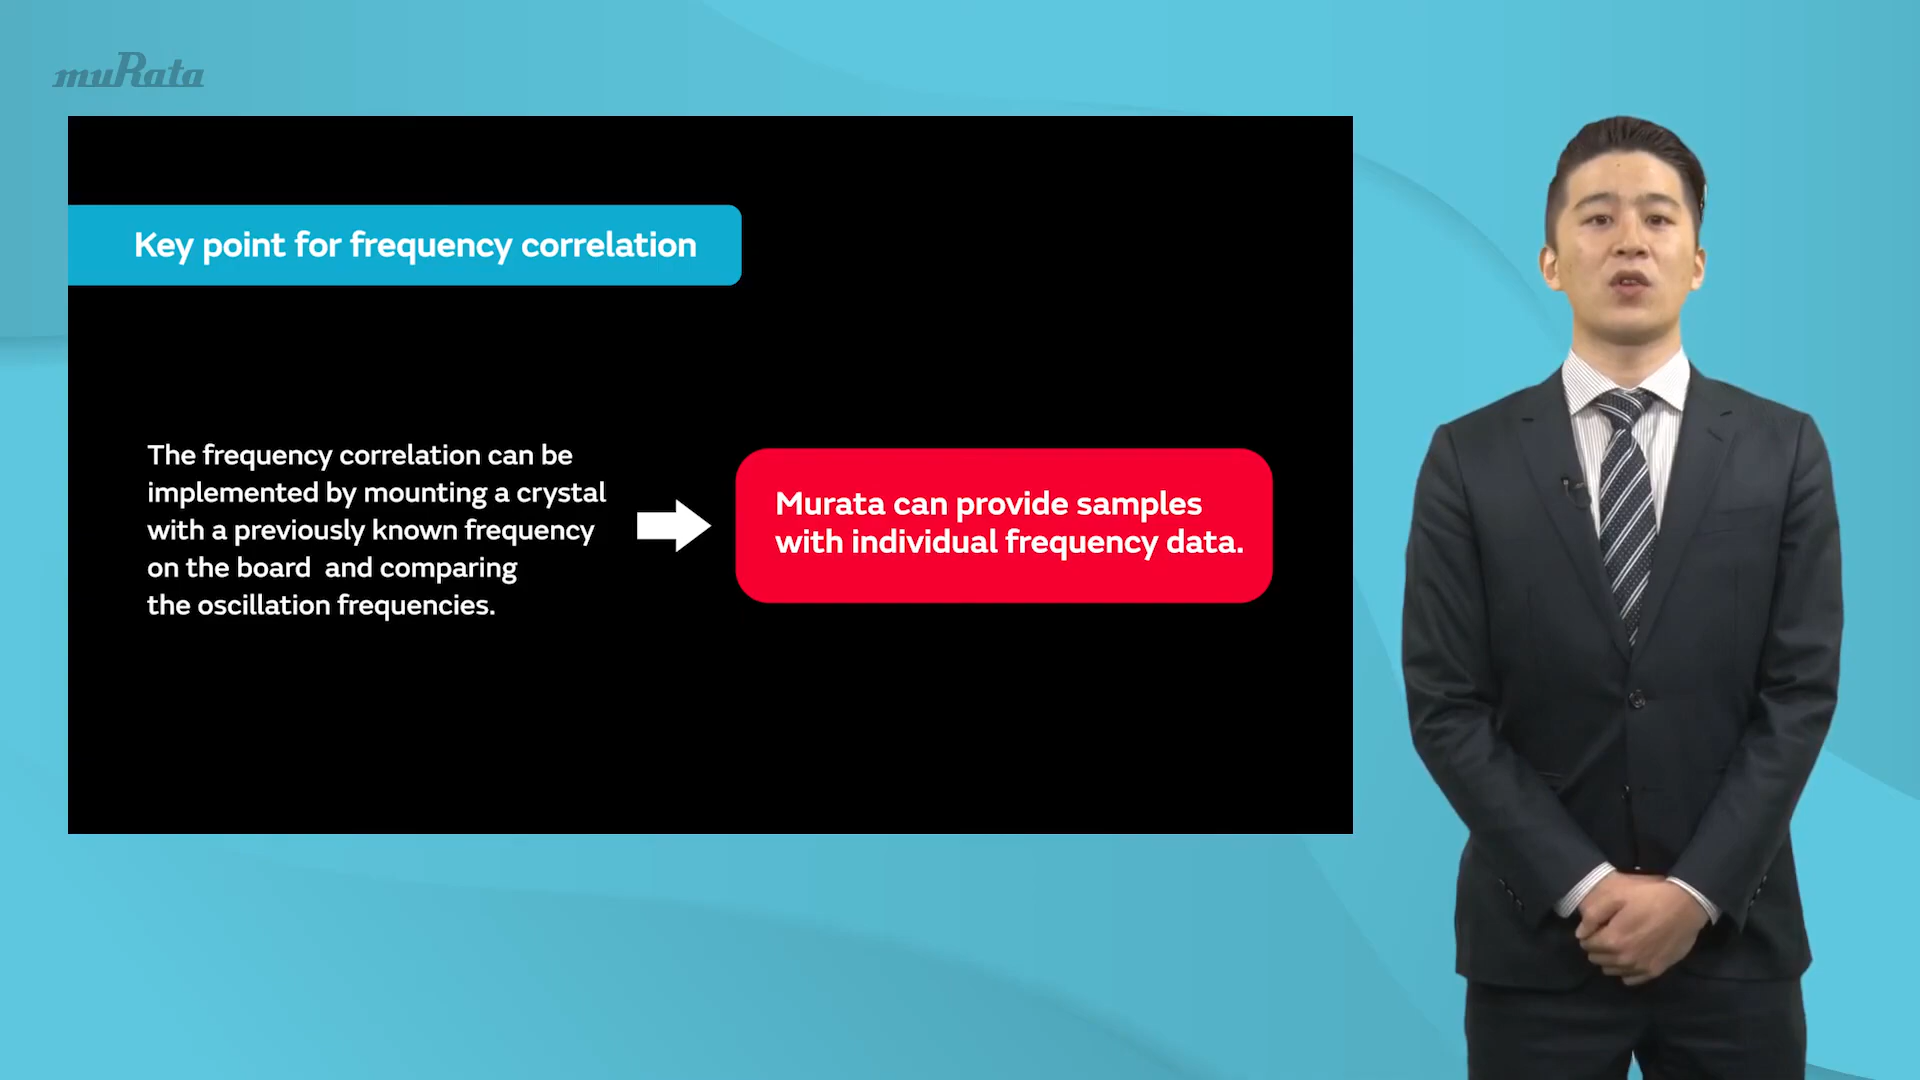 muRata
Key point for frequency correlation
The frequency correlation can be
implemented by mounting a crystal
with a previously known frequency
on the board and comparing
the oscillation frequencies.
Murata can provide samples
with individual frequency data.